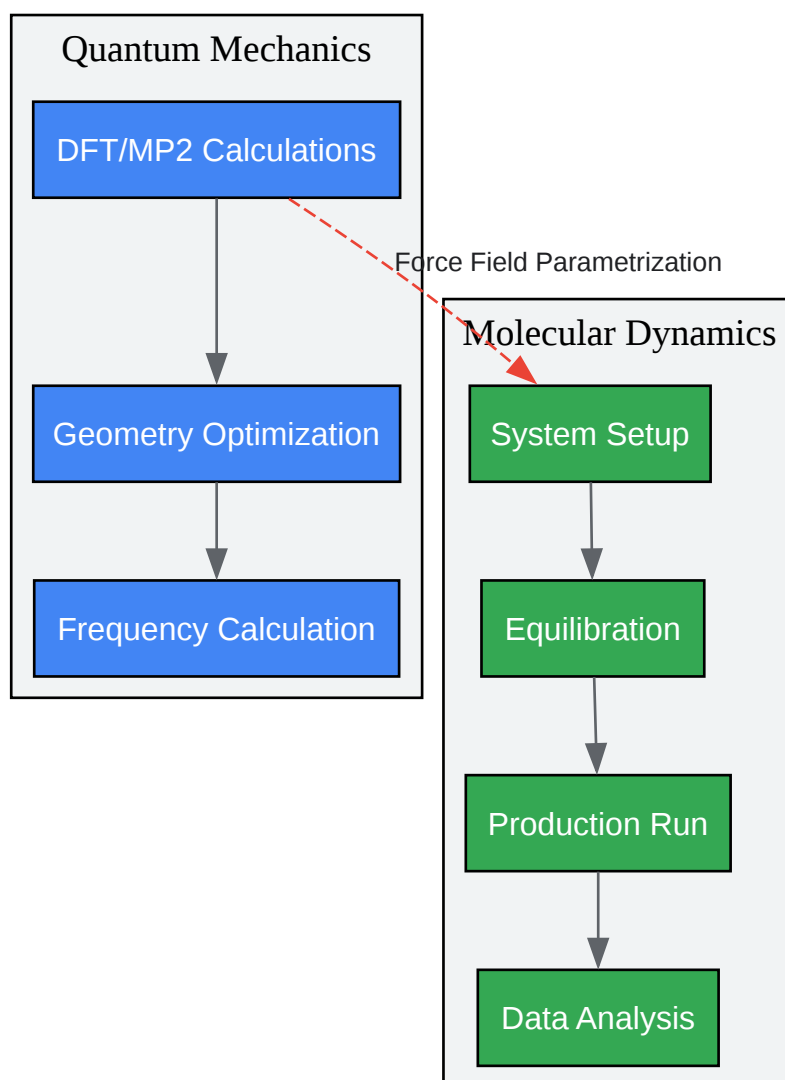 Quantum Mechanics
DFT/MP2 Calculations
Force Field Parametrization
Molecular Dynamics
Geometry Optimization
System Setup
Frequency Calculation
Equilibration
Production Run
Data Analysis